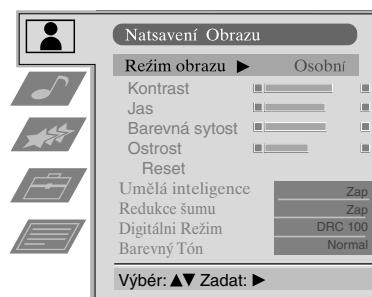 Natsavení Obrazu
Režim obrazu ▶ Osobní
Kontrast
Jas
Barevná sytost
Ostrost
Reset
Umělá inteligence Zap
Redukce šumu Zap
Digitálni Režim DRC 100
Barevný Tón Normal
Výběr: ▲▼ Zadat: ▶